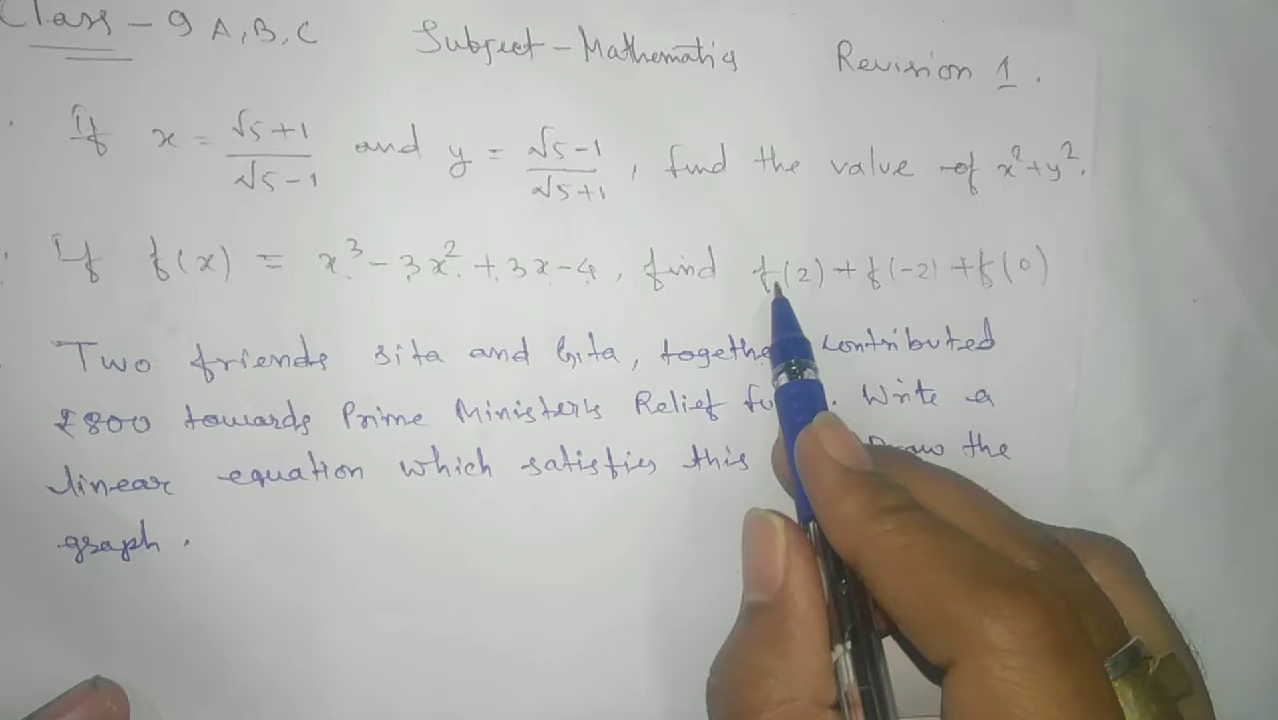 Class - 9 A, B, C Subject - Mathematics Revision 1.
If x = √5+1/√5-1 and y = √5-1/√5+1, find the value of x²+y².
If f(x) = x³-3x²+3x-4, find f(2)+f(-2)+f(0)
Two friends Sita and Gita, together contributed
₹800 towards Prime Minister's Relief . Write a
linear equation which satisfies this the
graph.